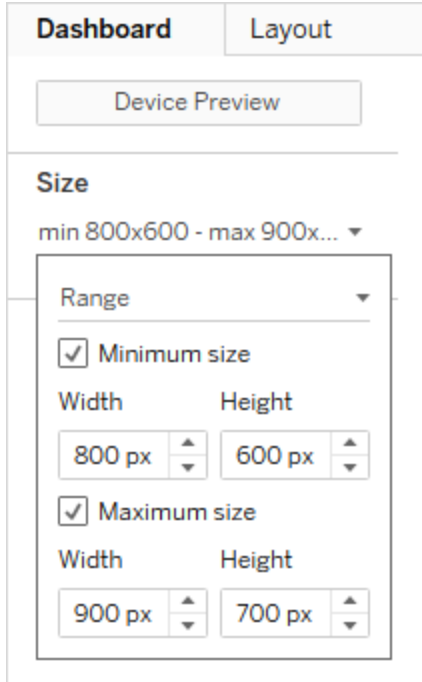 Dashboard Layout
Device Preview
Size
min 800x600 - max 900x...
Range
Minimum size
Width Height
800 px 600 px
Maximum size
Width Height
900 px 700 px